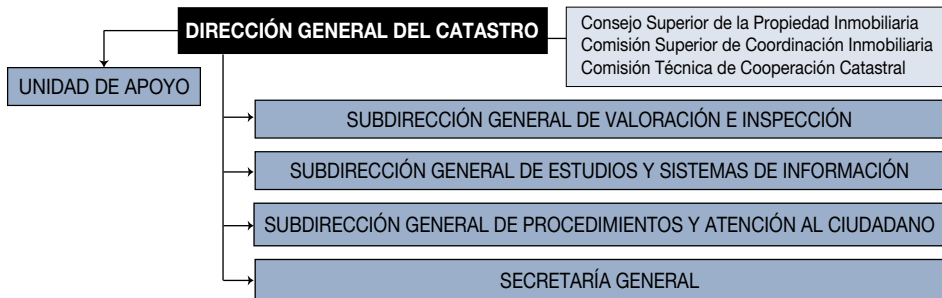 DIRECCIÓN GENERAL DEL CATASTRO
Consejo Superior de la Propiedad Inmobiliaria
Comisión Superior de Coordinación Inmobiliaria
Comisión Técnica de Cooperación Catastral
UNIDAD DE APOYO
SUBDIRECCIÓN GENERAL DE VALORACIÓN E INSPECCIÓN
SUBDIRECCIÓN GENERAL DE ESTUDIOS Y SISTEMAS DE INFORMACIÓN
SUBDIRECCIÓN GENERAL DE PROCEDIMIENTOS Y ATENCIÓN AL CIUDADANO
SECRETARÍA GENERAL